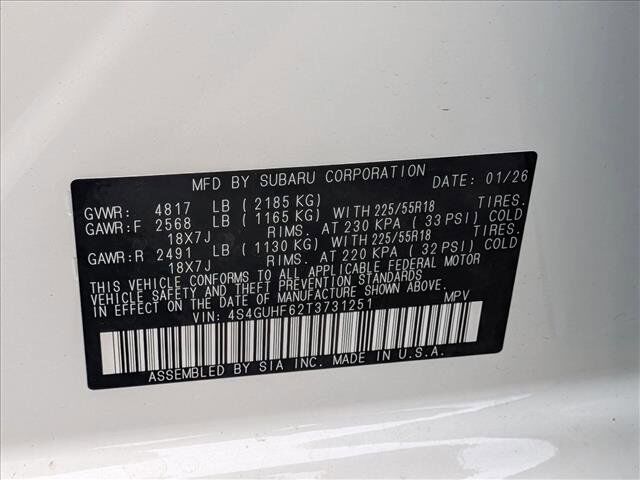 MFD BY SUBARU CORPORATION DATE: 01/26
GVWR: 4817 LB ( 2185 KG)
GAWR:F 2568 LB ( 1165 KG) WITH 225/55R18 TIRES.
18X7J RIMS. AT 230 KPA ( 33 PSI) COLD
GAWR:R 2491 LB ( 1130 KG) WITH 225/55R18 TIRES.
18X7J RIMS. AT 220 KPA ( 32 PSI) COLD
THIS VEHICLE CONFORMS TO ALL APPLICABLE FEDERAL MOTOR
VEHICLE SAFETY AND THEFT PREVENTION STANDARDS
IN EFFECT ON THE DATE OF MANUFACTURE SHOWN ABOVE.
VIN: 4S4GUHF62T3731251 MPV
ASSEMBLED BY SIA INC. MADE IN U.S.A.